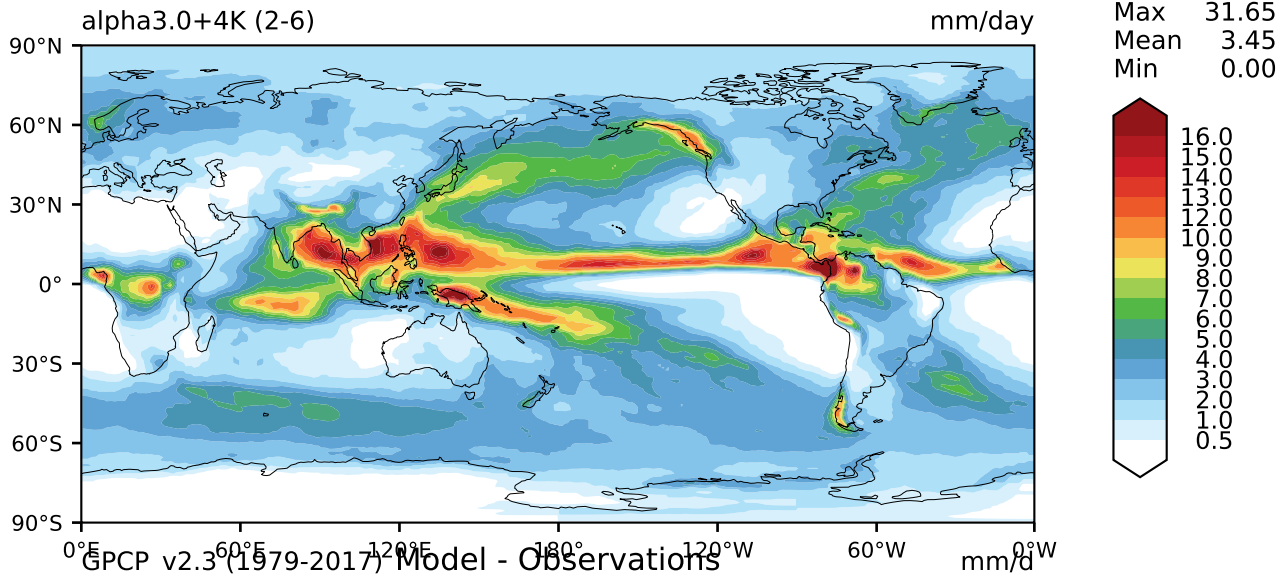 alpha3.0+4K (2-6) mm/day
Max 31.65
Mean 3.45
Min 0.00
90°N
60°N
30°N
0°
30°S
60°S
90°S
16.0
15.0
14.0
13.0
12.0
10.0
9.0
8.0
7.0
6.0
5.0
4.0
3.0
2.0
1.0
0.5
0°E 60°E 120°E 180° 120°W 60°W 0°W
GPCP v2.3 (1979-2017) Model - Observations mm/d